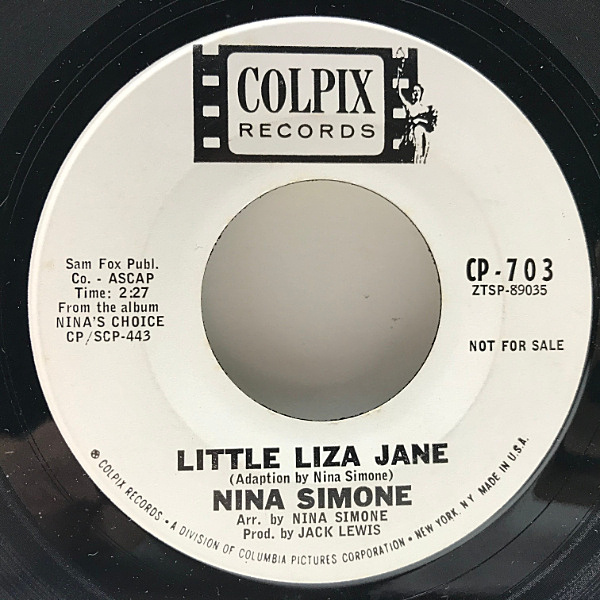 COLPIX
RECORDS
Sam Fox Publ.
Co. - ASCAP
Time: 2:27
From the album
NINA'S CHOICE
CP/SCP-443
CP-703
ZTSP-89035
NOT FOR SALE
LITTLE LIZA JANE
(Adaption by Nina Simone)
NINA SIMONE
Arr. by NINA SIMONE
Prod. by JACK LEWIS
® COLPIX RECORDS • A DIVISION OF COLUMBIA PICTURES CORPORATION • NEW YORK, N.Y. MADE IN U.S.A.